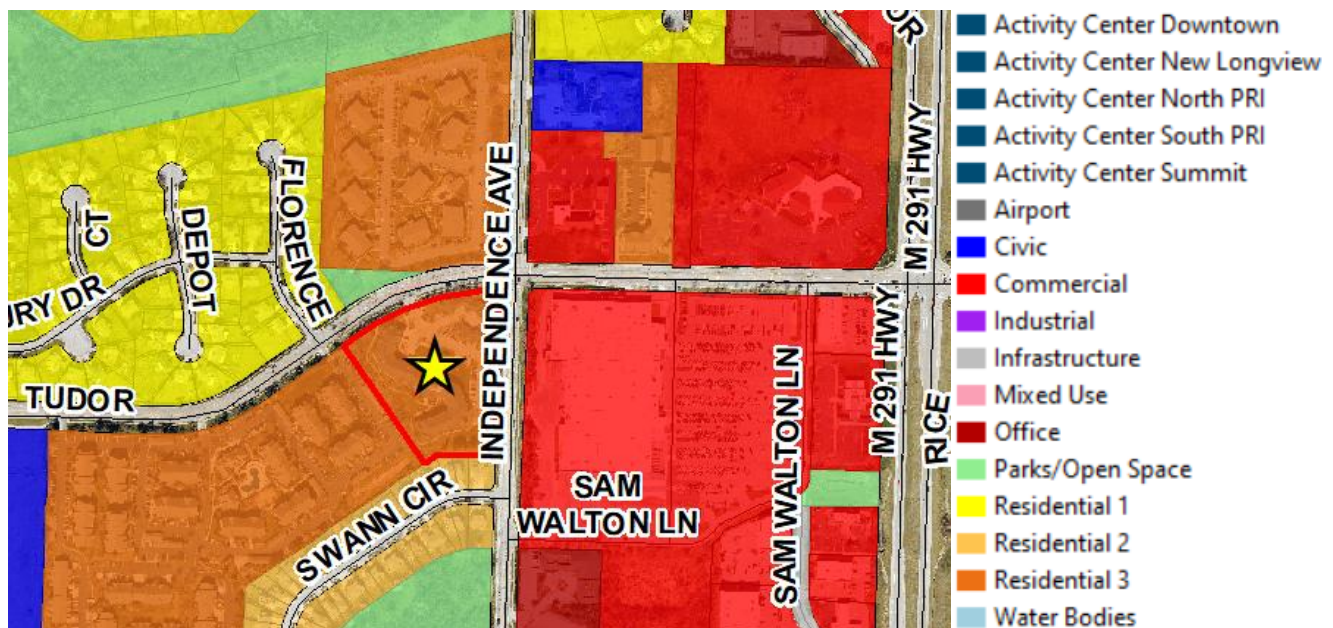 OR
M 291 HWY
INDEPENDENCE AVE
FLORENCE
DEPOT
CT
URY DR
TUDOR
M 291 HWY
RICE
SAM WALTON LN
SAM
WALTON LN
SWANN CIR
Activity Center Downtown
Activity Center New Longview
Activity Center North PRI
Activity Center South PRI
Activity Center Summit
Airport
Civic
Commercial
Industrial
Infrastructure
Mixed Use
Office
Parks/Open Space
Residential 1
Residential 2
Residential 3
Water Bodies